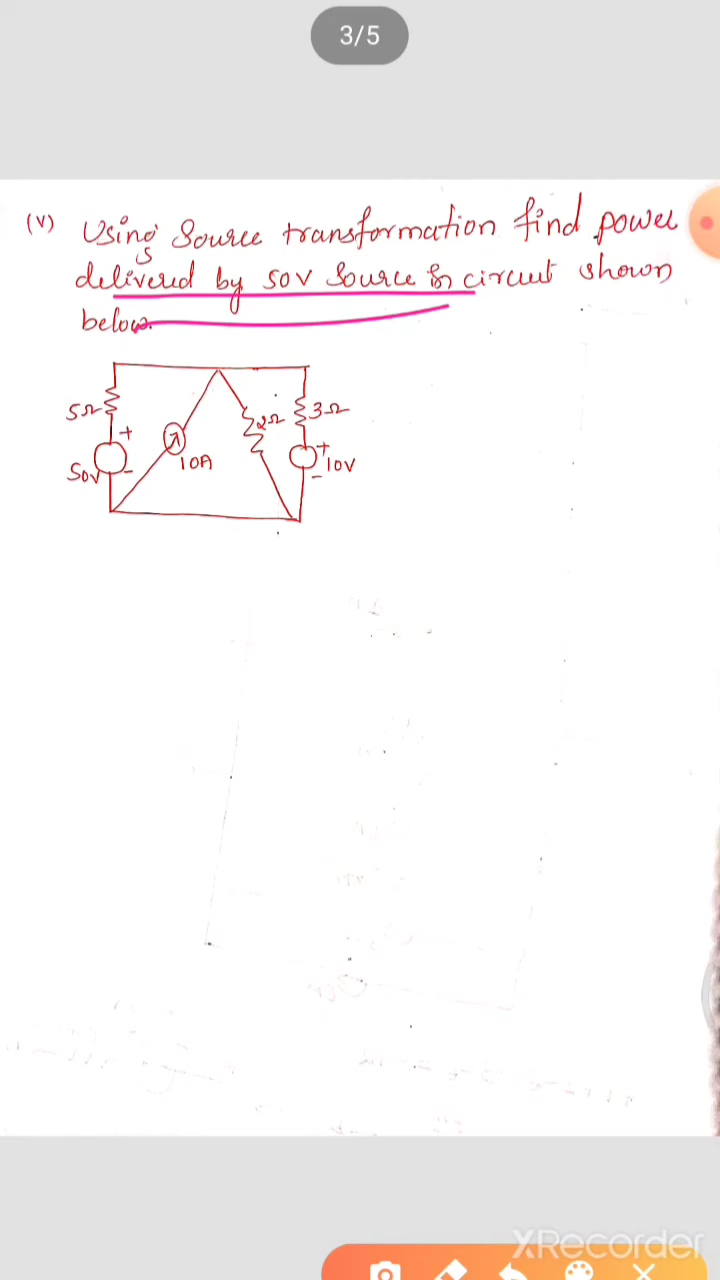 3/5
(V) Using Source transformation find power
delivered by 50V Source in circuit shown
below.
5Ω
2Ω
3Ω
+
+
50V
-
10A
10V
-
XRecorder